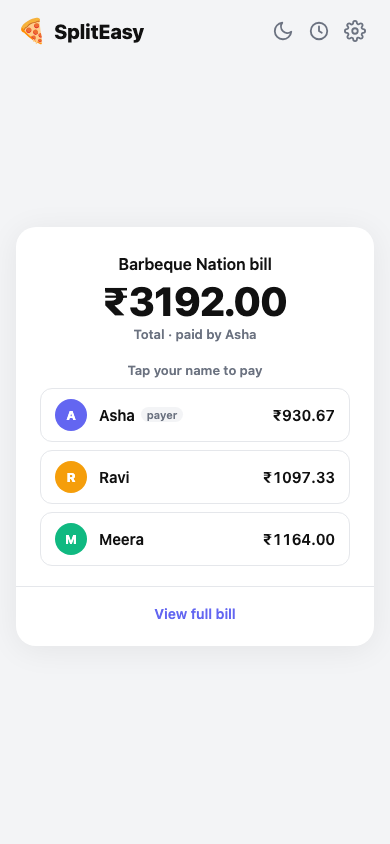 SplitEasy
Barbeque Nation bill
₹3192.00
Total · paid by Asha
Tap your name to pay
A Asha payer ₹930.67
R Ravi ₹1097.33
M Meera ₹1164.00
View full bill